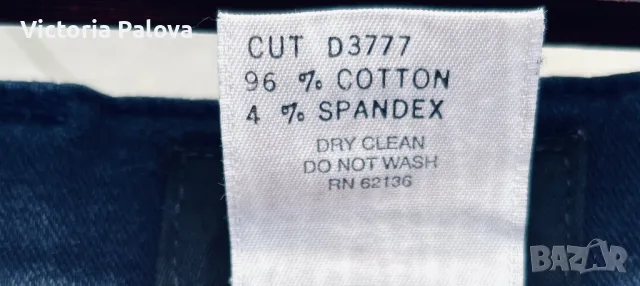 Victoria Palova
CUT D3777
96 % COTTON
4 % SPANDEX
DRY CLEAN
DO NOT WASH
RN 62136
BAZAR